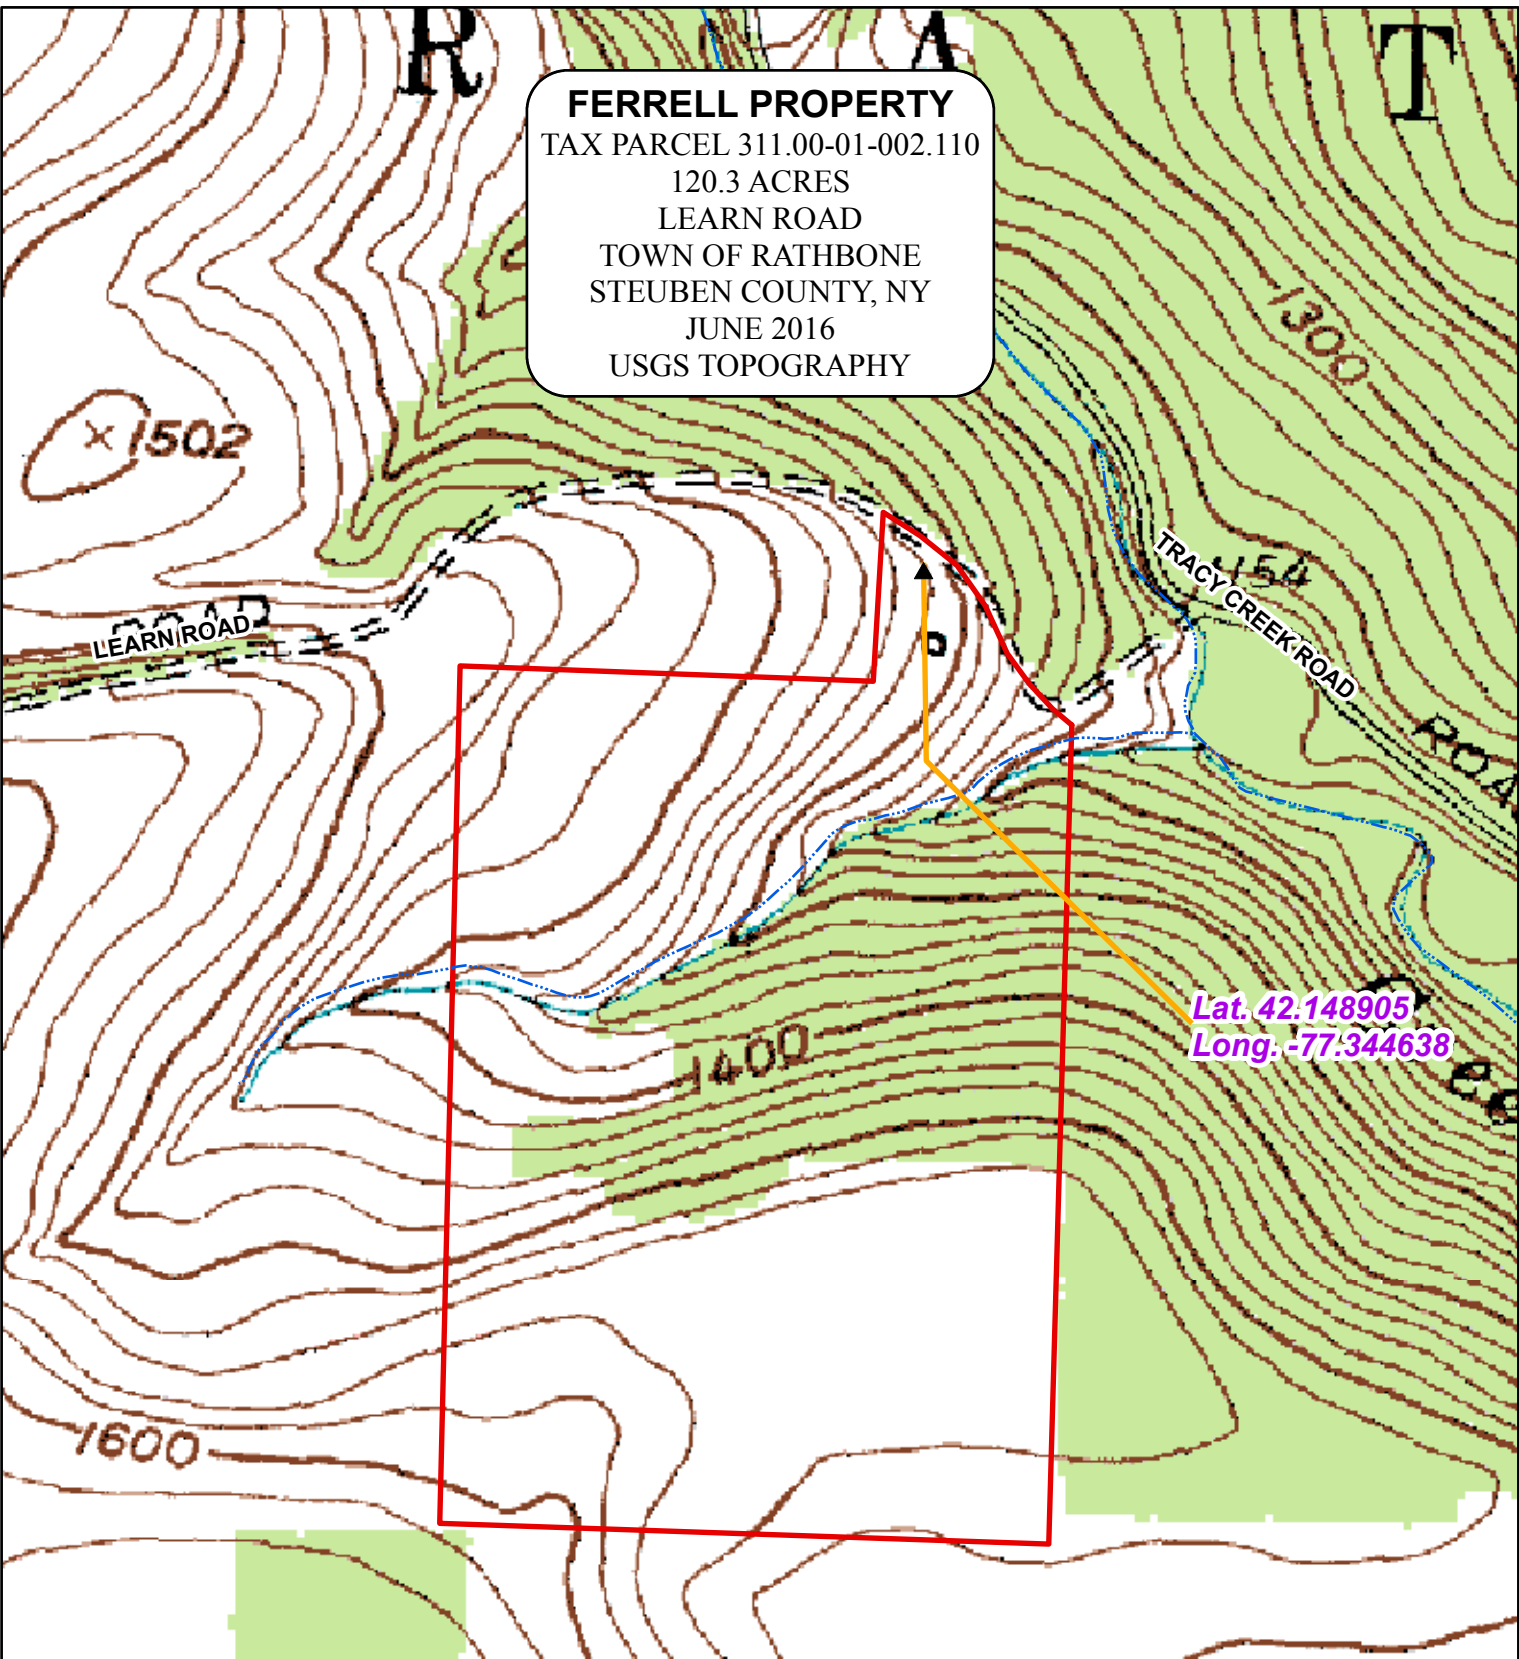 R A T
FERRELL PROPERTY
TAX PARCEL 311.00-01-002.110
120.3 ACRES
LEARN ROAD
TOWN OF RATHBONE
STEUBEN COUNTY, NY
JUNE 2016
USGS TOPOGRAPHY
1300
1502
TRACY CREEK ROAD
LEARN ROAD
ROAD
Lat. 42.148905
Long. -77.344638
1400
1600